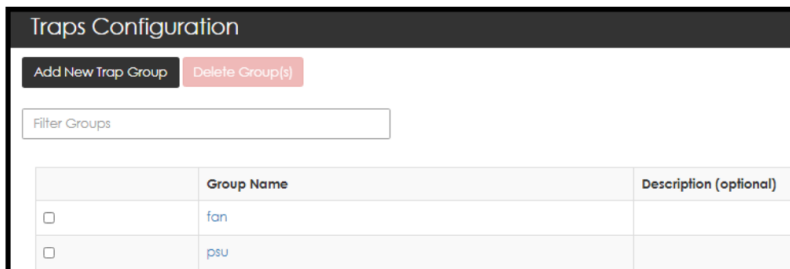 Traps Configuration
Add New Trap Group Delete Group(s)
Filter Groups
Group Name Description (optional)
fan
psu